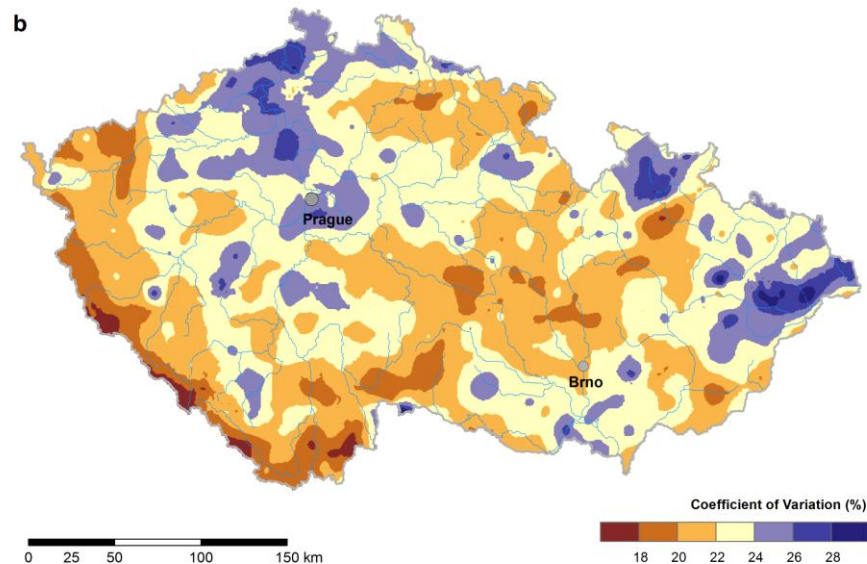 b
Prague
Brno
Coefficient of Variation (%)
18 20 22 24 26 28
0 25 50 100 150 km